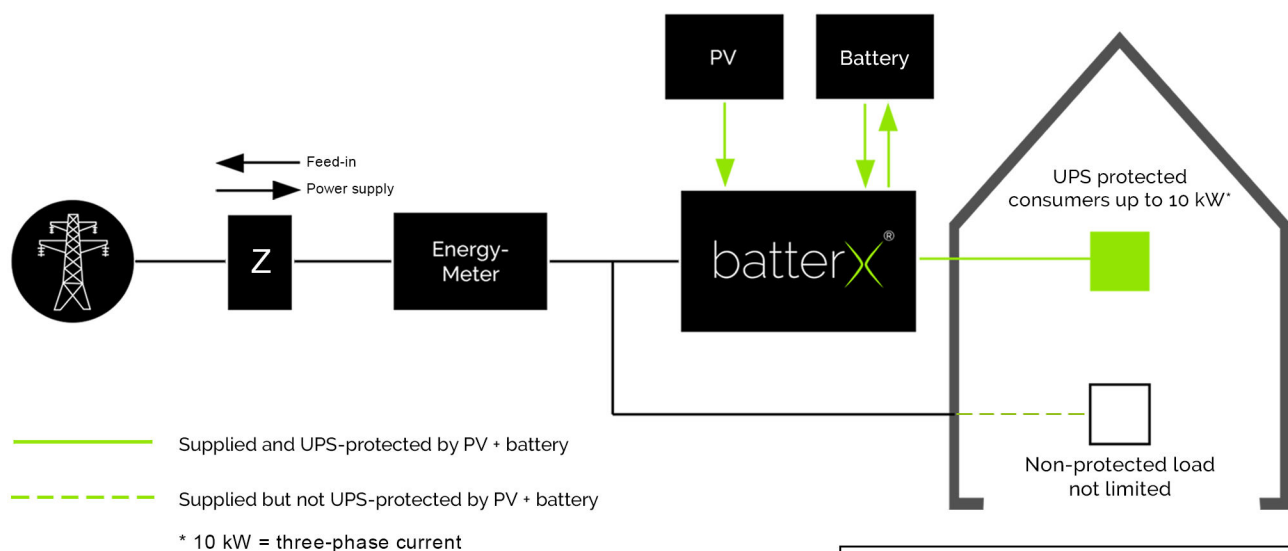 PV
Battery
Feed-in
Power supply
UPS protected
consumers up to 10 kW*
Z
Energy-
Meter
batterX®
Supplied and UPS-protected by PV + battery
Non-protected load
not limited
Supplied but not UPS-protected by PV + battery
* 10 kW = three-phase current